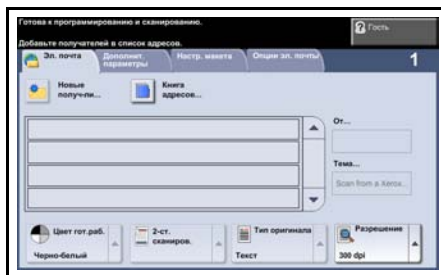 Готова к программированию и сканированию.
Гость
Добавьте получателей в список адресов.
Эл. почта
Дополнит. параметры
Настр. макета
Опции эл. почты
1
Новые получ-ли...
Книга адресов...
От...
Тема...
Scan from a Xerox...
Цвет гот.раб.
Черно-белый
2-ст. сканиров.
Тип оригинала
Текст
Разрешение
300 dpi